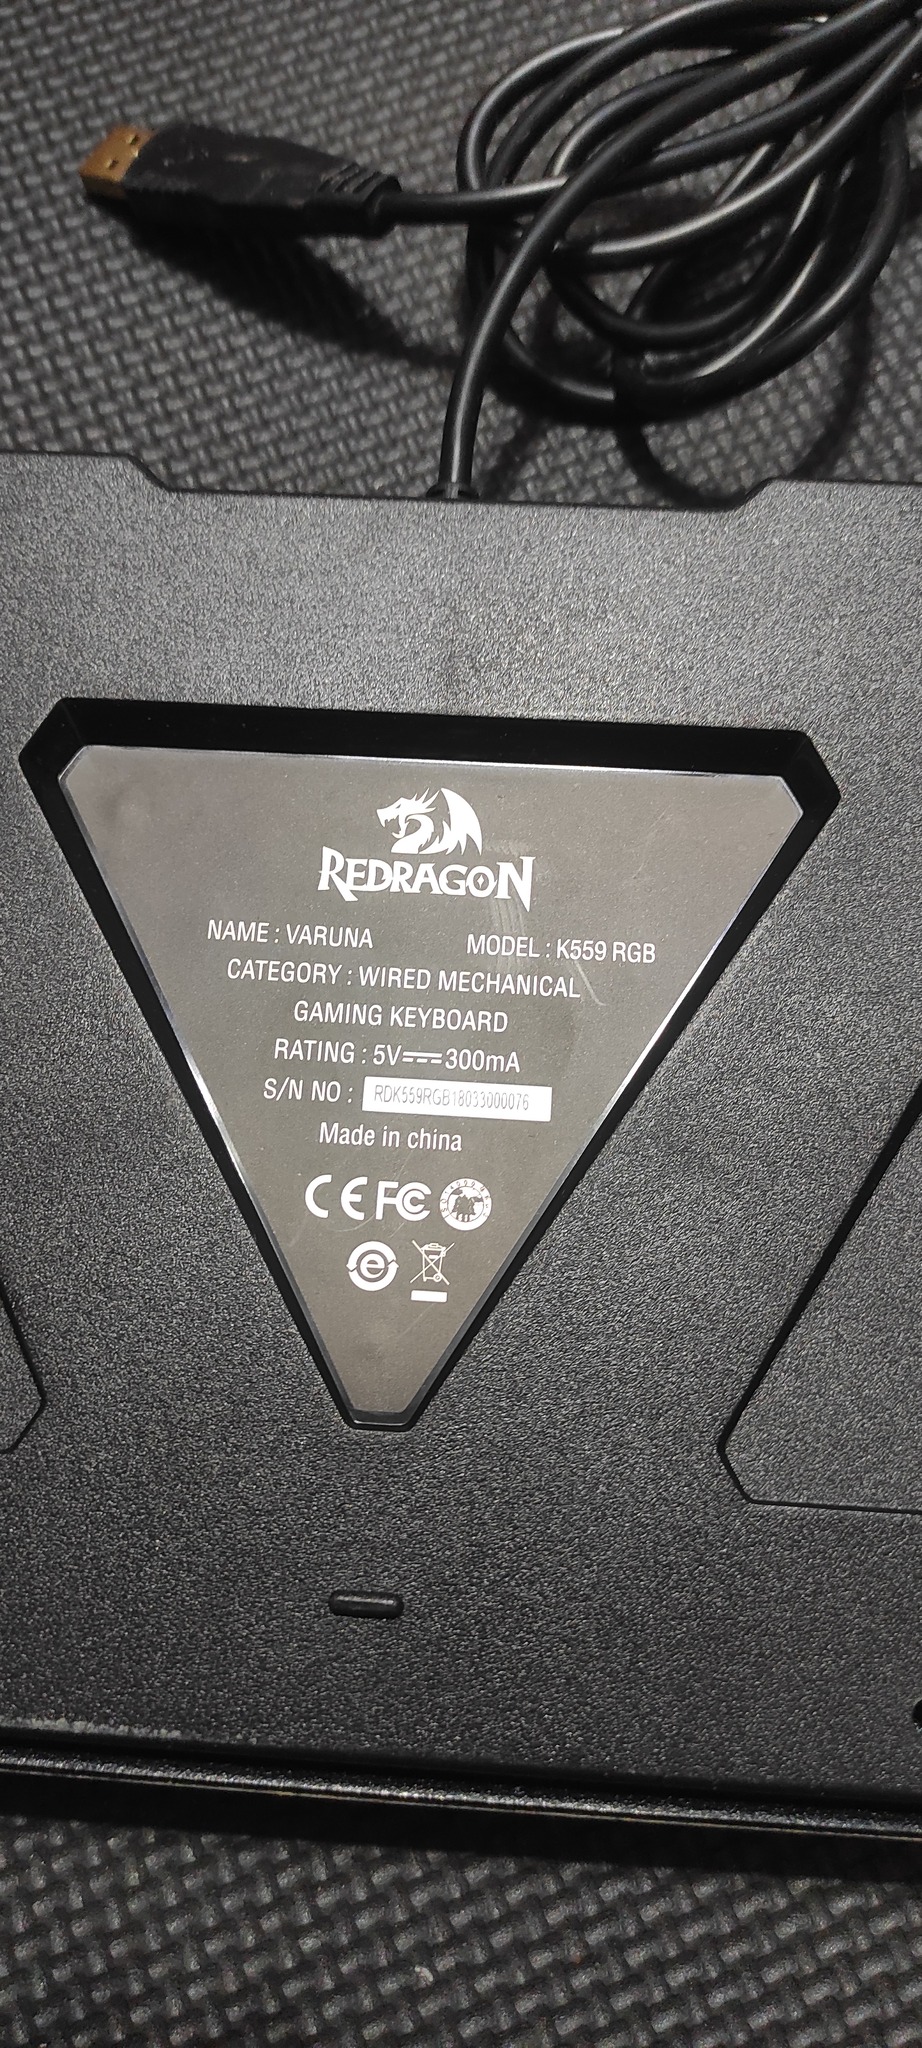 REDRAGON
NAME : VARUNA MODEL : K559 RGB
CATEGORY : WIRED MECHANICAL
GAMING KEYBOARD
RATING : 5V⎓300mA
S/N NO : RDK559RGB18033000076
Made in china
CE FC
e